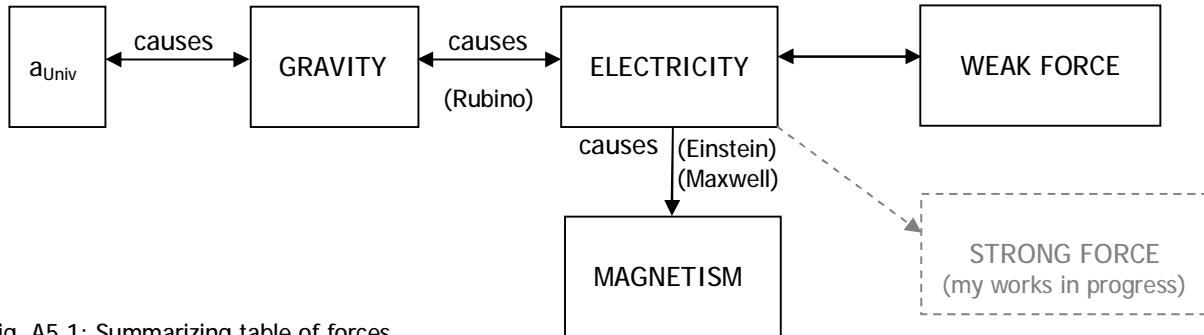 causes
causes
a_Univ
GRAVITY
ELECTRICITY
WEAK FORCE
(Rubino)
causes
(Einstein)
(Maxwell)
STRONG FORCE
(my works in progress)
MAGNETISM
ig. A5.1: Summarizing table of forces